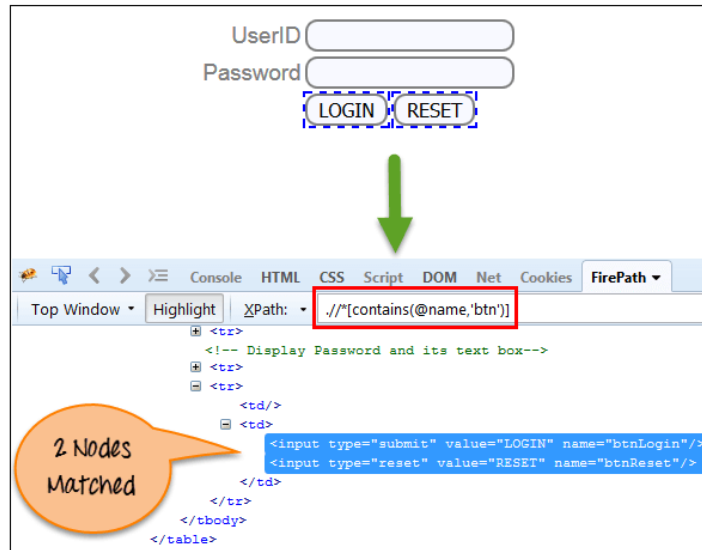 UserID
Password
LOGIN RESET
Console HTML CSS Script DOM Net Cookies FirePath
Top Window Highlight XPath: .//*[contains(@name,'btn')]
<tr>
<!-- Display Password and its text box-->
<tr>
<tr>
<td/>
<td>
<input type="submit" value="LOGIN" name="btnLogin"/>
<input type="reset" value="RESET" name="btnReset"/>
</td>
</tr>
</tbody>
</table>
2 Nodes
Matched